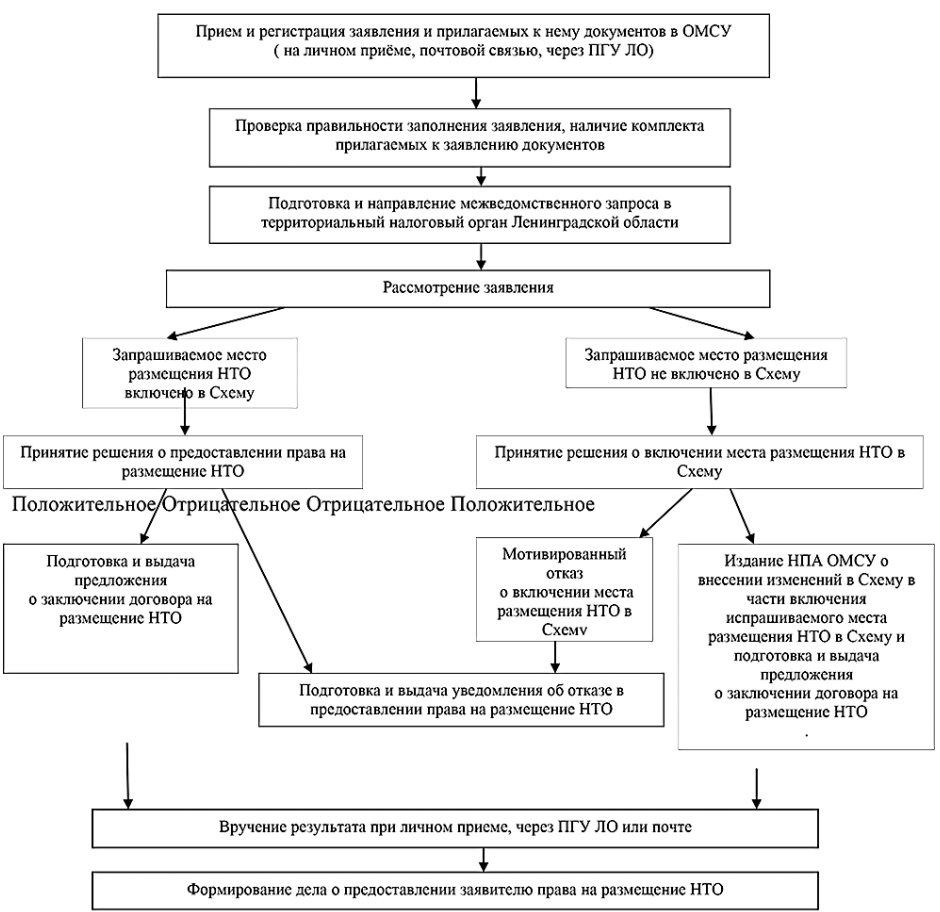 Прием и регистрация заявления и прилагаемых к нему документов в ОМСУ
( на личном приёме, почтовой связью, через ПГУ ЛО)
Проверка правильности заполнения заявления, наличие комплекта
прилагаемых к заявлению документов
Подготовка и направление межведомственного запроса в
территориальный налоговый орган Ленинградской области
Рассмотрение заявления
Запрашиваемое место
размещения НТО
включено в Схему
Запрашиваемое место размещения
НТО не включено в Схему
Принятие решения о предоставлении права на
размещение НТО
Принятие решения о включении места размещения НТО в
Схему
Положительное Отрицательное Отрицательное Положительное
Подготовка и выдача
предложения
о заключении договора на
размещение НТО
Мотивированный
отказ
о включении места
размещения НТО в
Схему
Издание НПА ОМСУ о
внесении изменений в Схему в
части включения
испрашиваемого места
размещения НТО в Схему и
подготовка и выдача
предложения
о заключении договора на
размещение НТО
.
Подготовка и выдача уведомления об отказе в
предоставлении права на размещение НТО
Вручение результата при личном приеме, через ПГУ ЛО или почте
Формирование дела о предоставлении заявителю права на размещение НТО